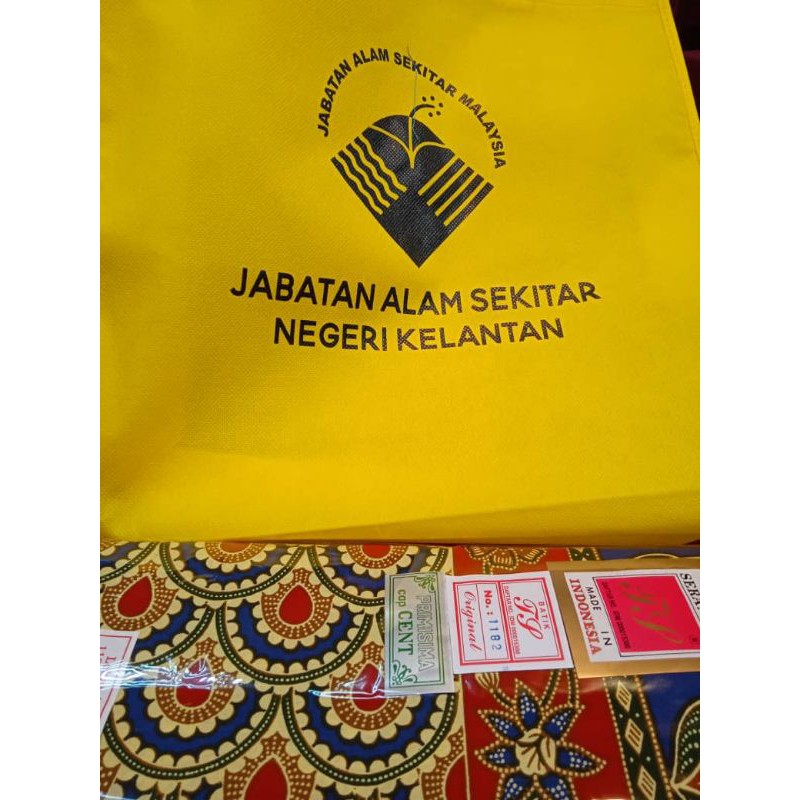 JABATAN ALAM SEKITAR MALAYSIA
JABATAN ALAM SEKITAR
NEGERI KELANTAN
PRIMISIMA
cap CENT
BATIK
No.: 1182
Original
MADE IN
INDONESIA